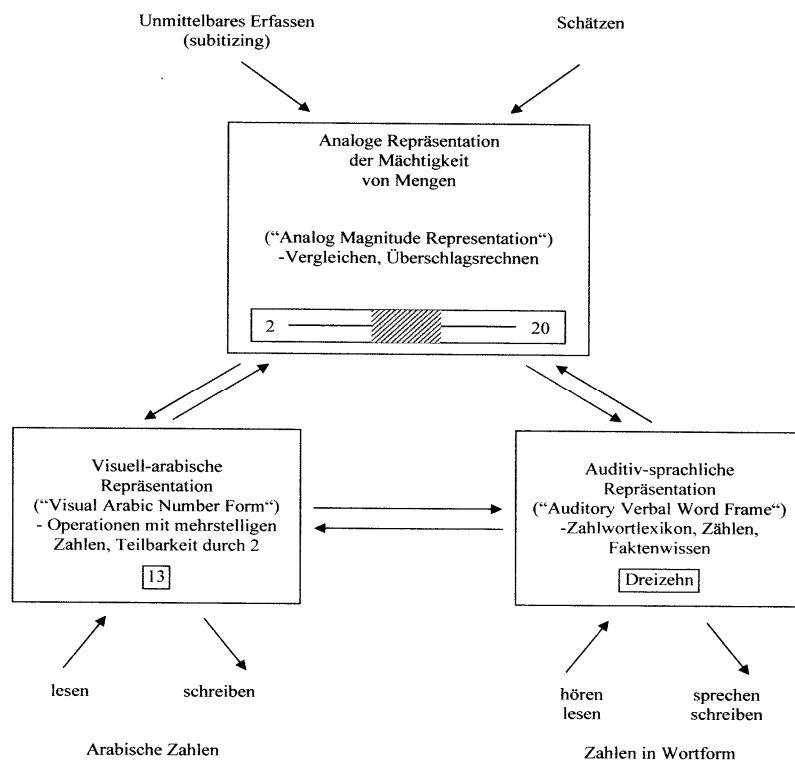 Unmittelbares Erfassen
(subitizing)
Schätzen
Analoge Repräsentation
der Mächtigkeit
von Mengen
(“Analog Magnitude Representation“)
-Vergleichen, Überschlagsrechnen
2
20
Visuell-arabische
Repräsentation
(“Visual Arabic Number Form“)
- Operationen mit mehrstelligen
Zahlen, Teilbarkeit durch 2
13
Auditiv-sprachliche
Repräsentation
(“Auditory Verbal Word Frame“)
-Zahlwortlexikon, Zählen,
Faktenwissen
Dreizehn
lesen
schreiben
hören
lesen
sprechen
schreiben
Arabische Zahlen
Zahlen in Wortform